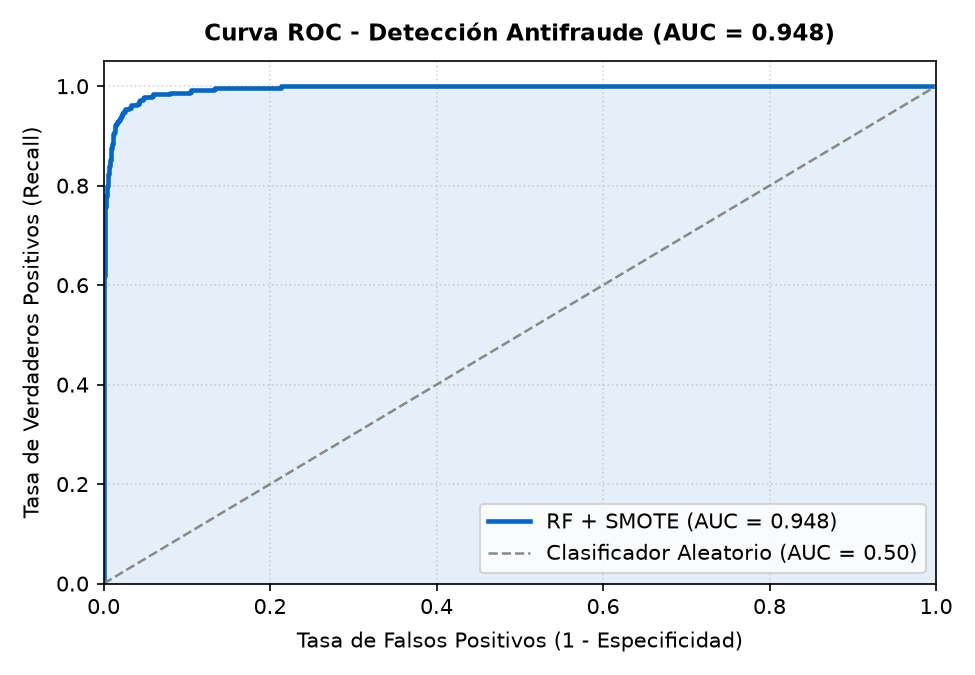 Curva ROC - Detección Antifraude (AUC = 0.948)
Tasa de Verdaderos Positivos (Recall)
1.0
0.8
0.6
0.4
0.2
0.0
RF + SMOTE (AUC = 0.948)
Clasificador Aleatorio (AUC = 0.50)
0.0 0.2 0.4 0.6 0.8 1.0
Tasa de Falsos Positivos (1 - Especificidad)